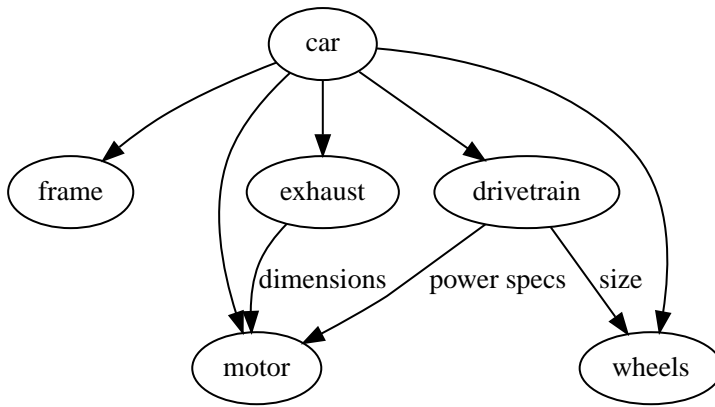 car
frame
exhaust
drivetrain
dimensions
power specs
size
motor
wheels